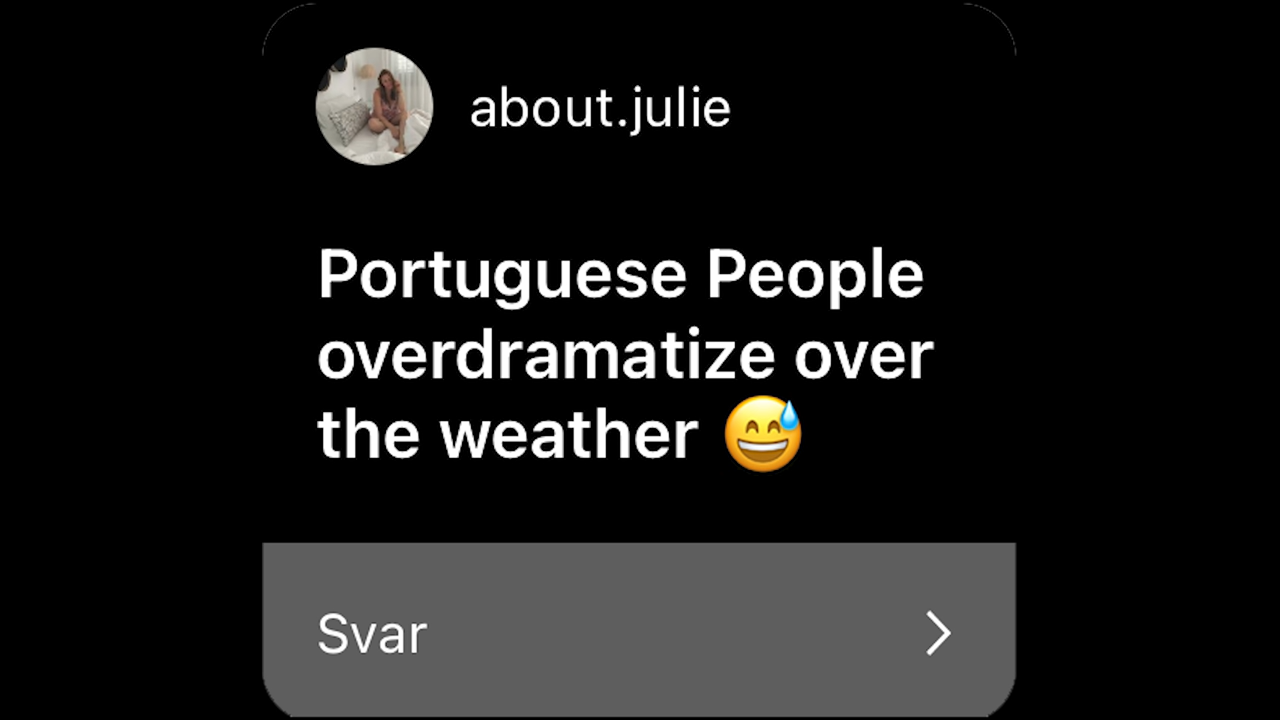 about.julie
Portuguese People
overdramatize over
the weather 😅
Svar